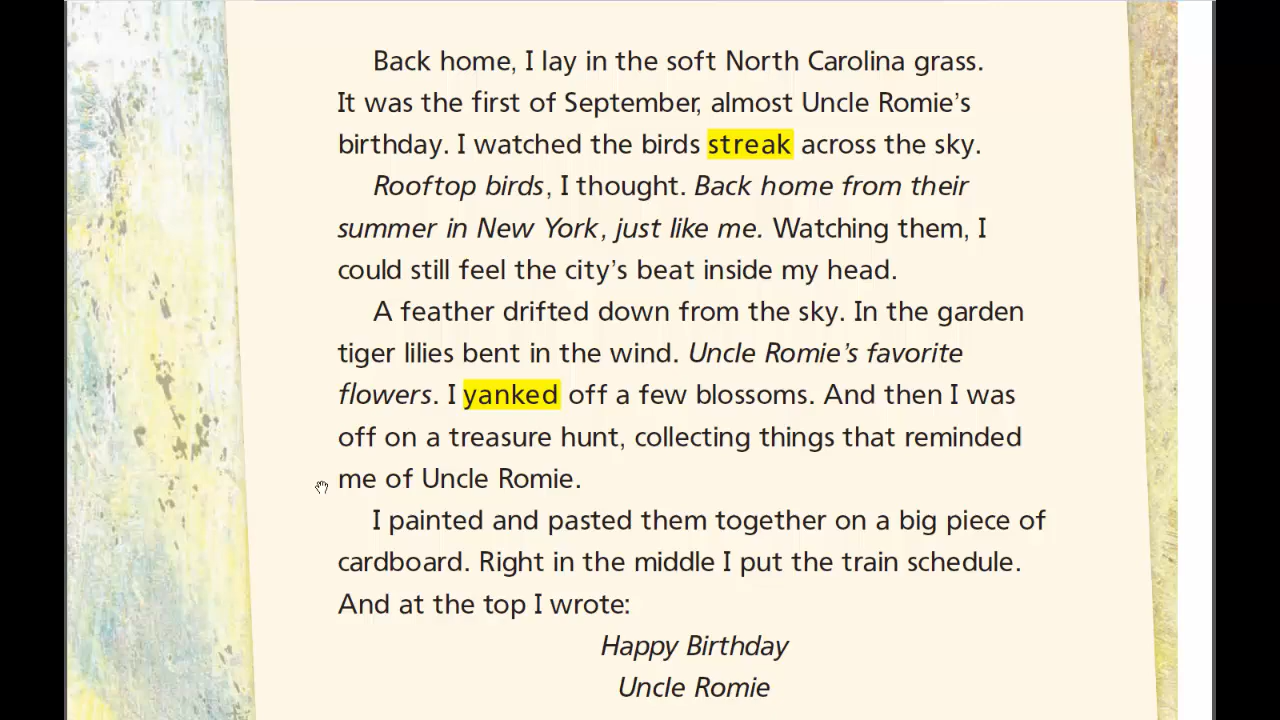 Back home, I lay in the soft North Carolina grass.
It was the first of September, almost Uncle Romie’s
birthday. I watched the birds streak across the sky.
Rooftop birds, I thought. Back home from their
summer in New York, just like me. Watching them, I
could still feel the city’s beat inside my head.
A feather drifted down from the sky. In the garden
tiger lilies bent in the wind. Uncle Romie’s favorite
flowers. I yanked off a few blossoms. And then I was
off on a treasure hunt, collecting things that reminded
me of Uncle Romie.
I painted and pasted them together on a big piece of
cardboard. Right in the middle I put the train schedule.
And at the top I wrote:
Happy Birthday
Uncle Romie